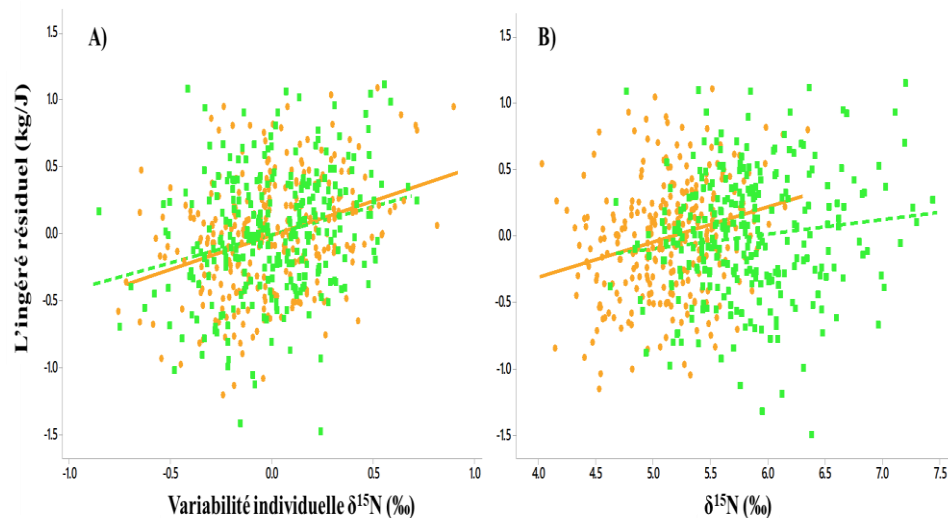 A)
B)
L'ingéré résiduel (kg/J)
1.5
1.0
0.5
0.0
-0.5
-1.0
-1.5
1.5
1.0
0.5
0.0
-0.5
-1.0
-1.5
-1.0 -0.5 0.0 0.5 1.0
4.0 4.5 5.0 5.5 6.0 6.5 7.0 7.5
Variabilité individuelle δ¹⁵N (‰)
δ¹⁵N (‰)